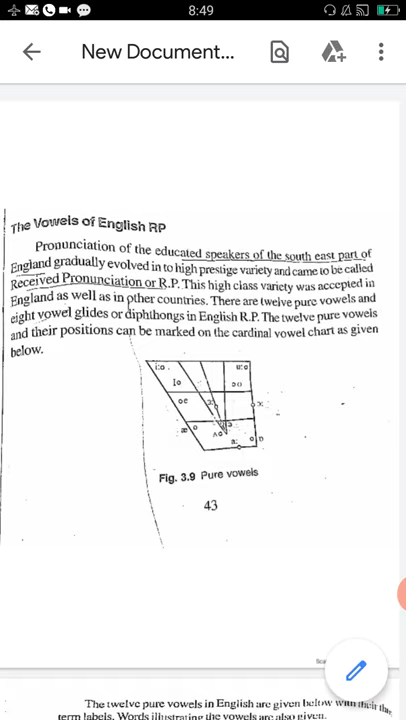 8:49
New Document...
The Vowels of English RP
Pronunciation of the educated speakers of the south east part of
England gradually evolved in to high prestige variety and came to be called
Received Pronunciation or R.P. This high class variety was accepted in
England as well as in other countries. There are twelve pure vowels and
eight vowel glides or diphthongs in English R.P. The twelve pure vowels
and their positions can be marked on the cardinal vowel chart as given
below.
i:o
u:o
Io
oe
æ
Fig. 3.9 Pure vowels
43
The twelve pure vowels in English are given below with their the
term labels. Words illustrating the vowels are also given.